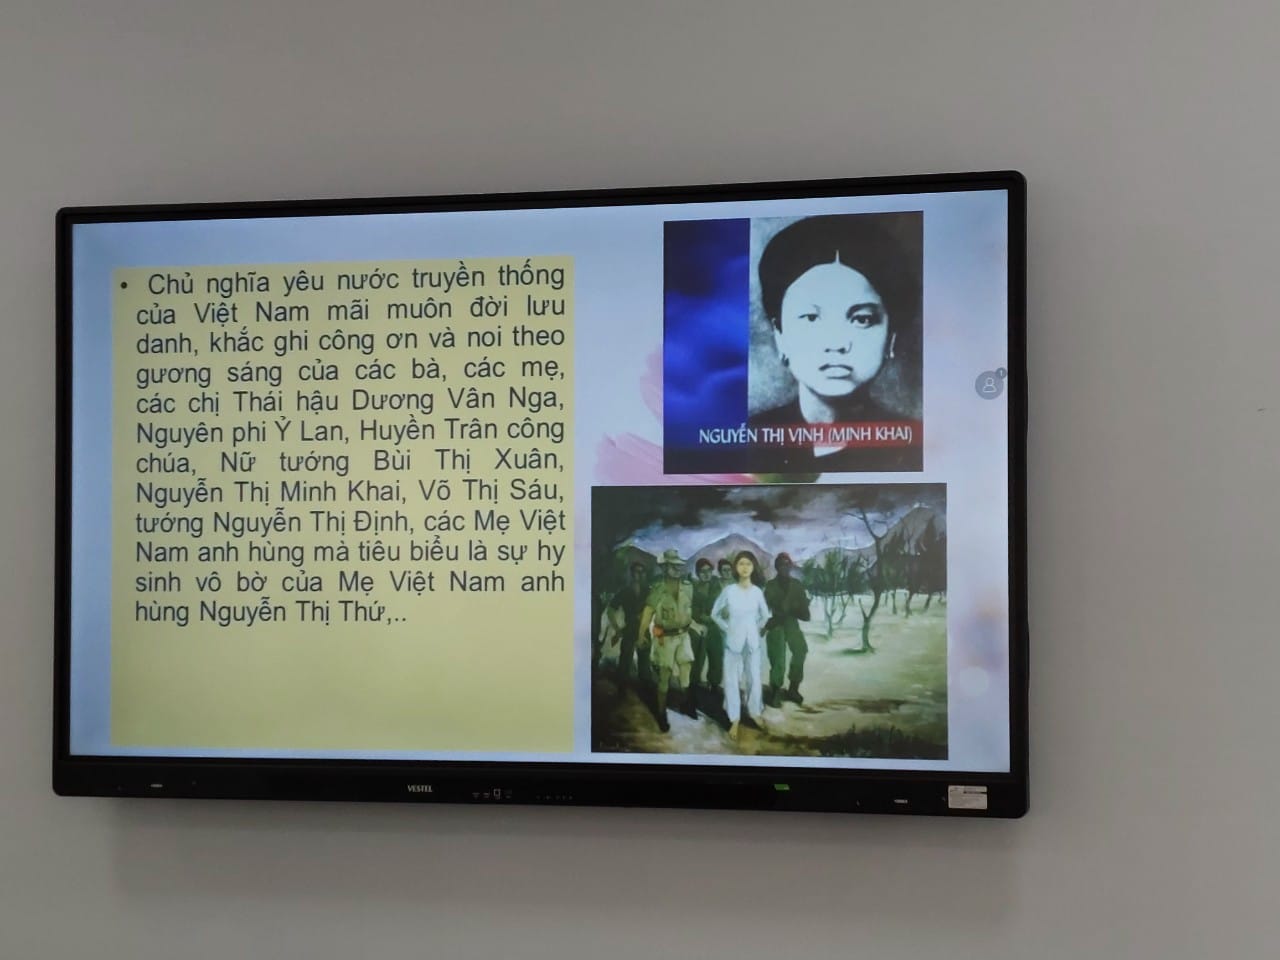 • Chủ nghĩa yêu nước truyền thống
của Việt Nam mãi muôn đời lưu
danh, khắc ghi công ơn và noi theo
gương sáng của các bà, các mẹ,
các chị Thái hậu Dương Vân Nga,
Nguyên phi Ỷ Lan, Huyền Trân công
chúa, Nữ tướng Bùi Thị Xuân,
Nguyễn Thị Minh Khai, Võ Thị Sáu,
tướng Nguyễn Thị Định, các Mẹ Việt
Nam anh hùng mà tiêu biểu là sự hy
sinh vô bờ của Mẹ Việt Nam anh
hùng Nguyễn Thị Thứ,..
NGUYỄN THỊ VỊNH (MINH KHAI)
1
VESTEL